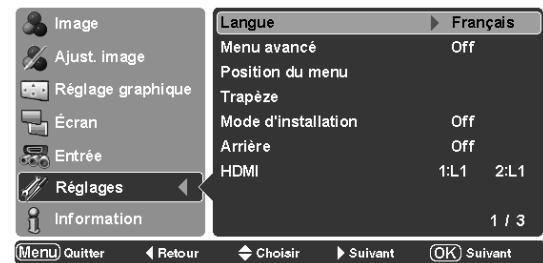 Image
Ajust. image
Réglage graphique
Écran
Entrée
Réglages
Information
Langue Français
Menu avancé Off
Position du menu
Trapèze
Mode d'installation Off
Arrière Off
HDMI 1:L1 2:L1
1 / 3
Menu Quitter Retour Choisir Suivant OK Suivant